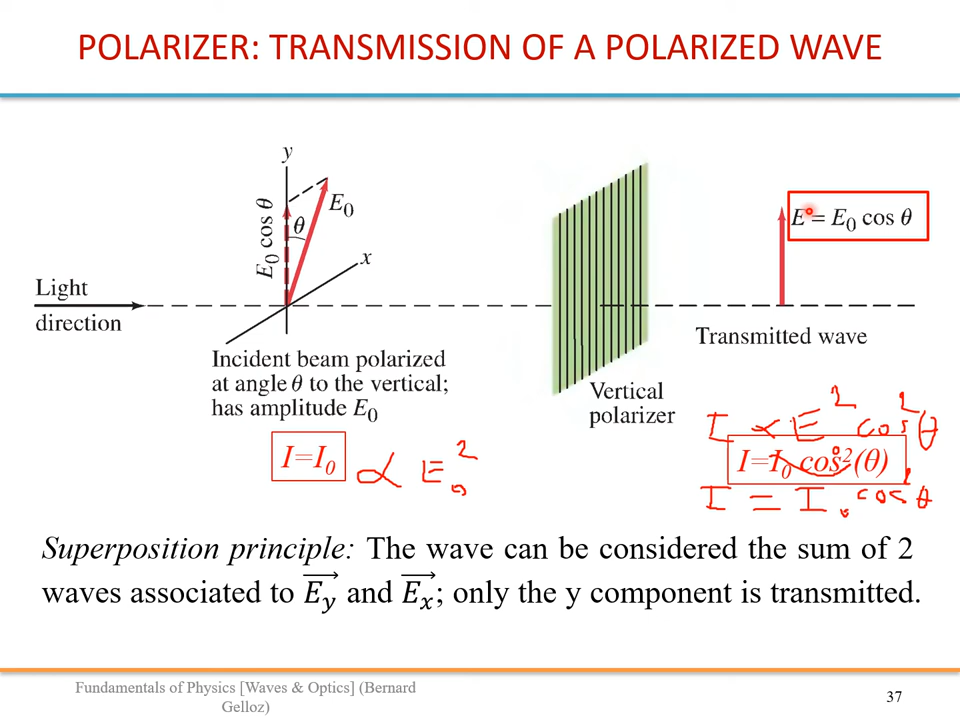 POLARIZER: TRANSMISSION OF A POLARIZED WAVE
y
E₀ cos θ
θ
E₀
x
E = E₀ cos θ
Light
direction
Transmitted wave
Incident beam polarized
at angle θ to the vertical;
has amplitude E₀
Vertical
polarizer
I=I₀
∝ E₀²
I ∝ E₀² cos²θ
I=I₀ cos²(θ)
I = I₀ cos²θ
Superposition principle: The wave can be considered the sum of 2
waves associated to E⃗y and E⃗x; only the y component is transmitted.
Fundamentals of Physics [Waves & Optics] (Bernard
Gelloz)
37